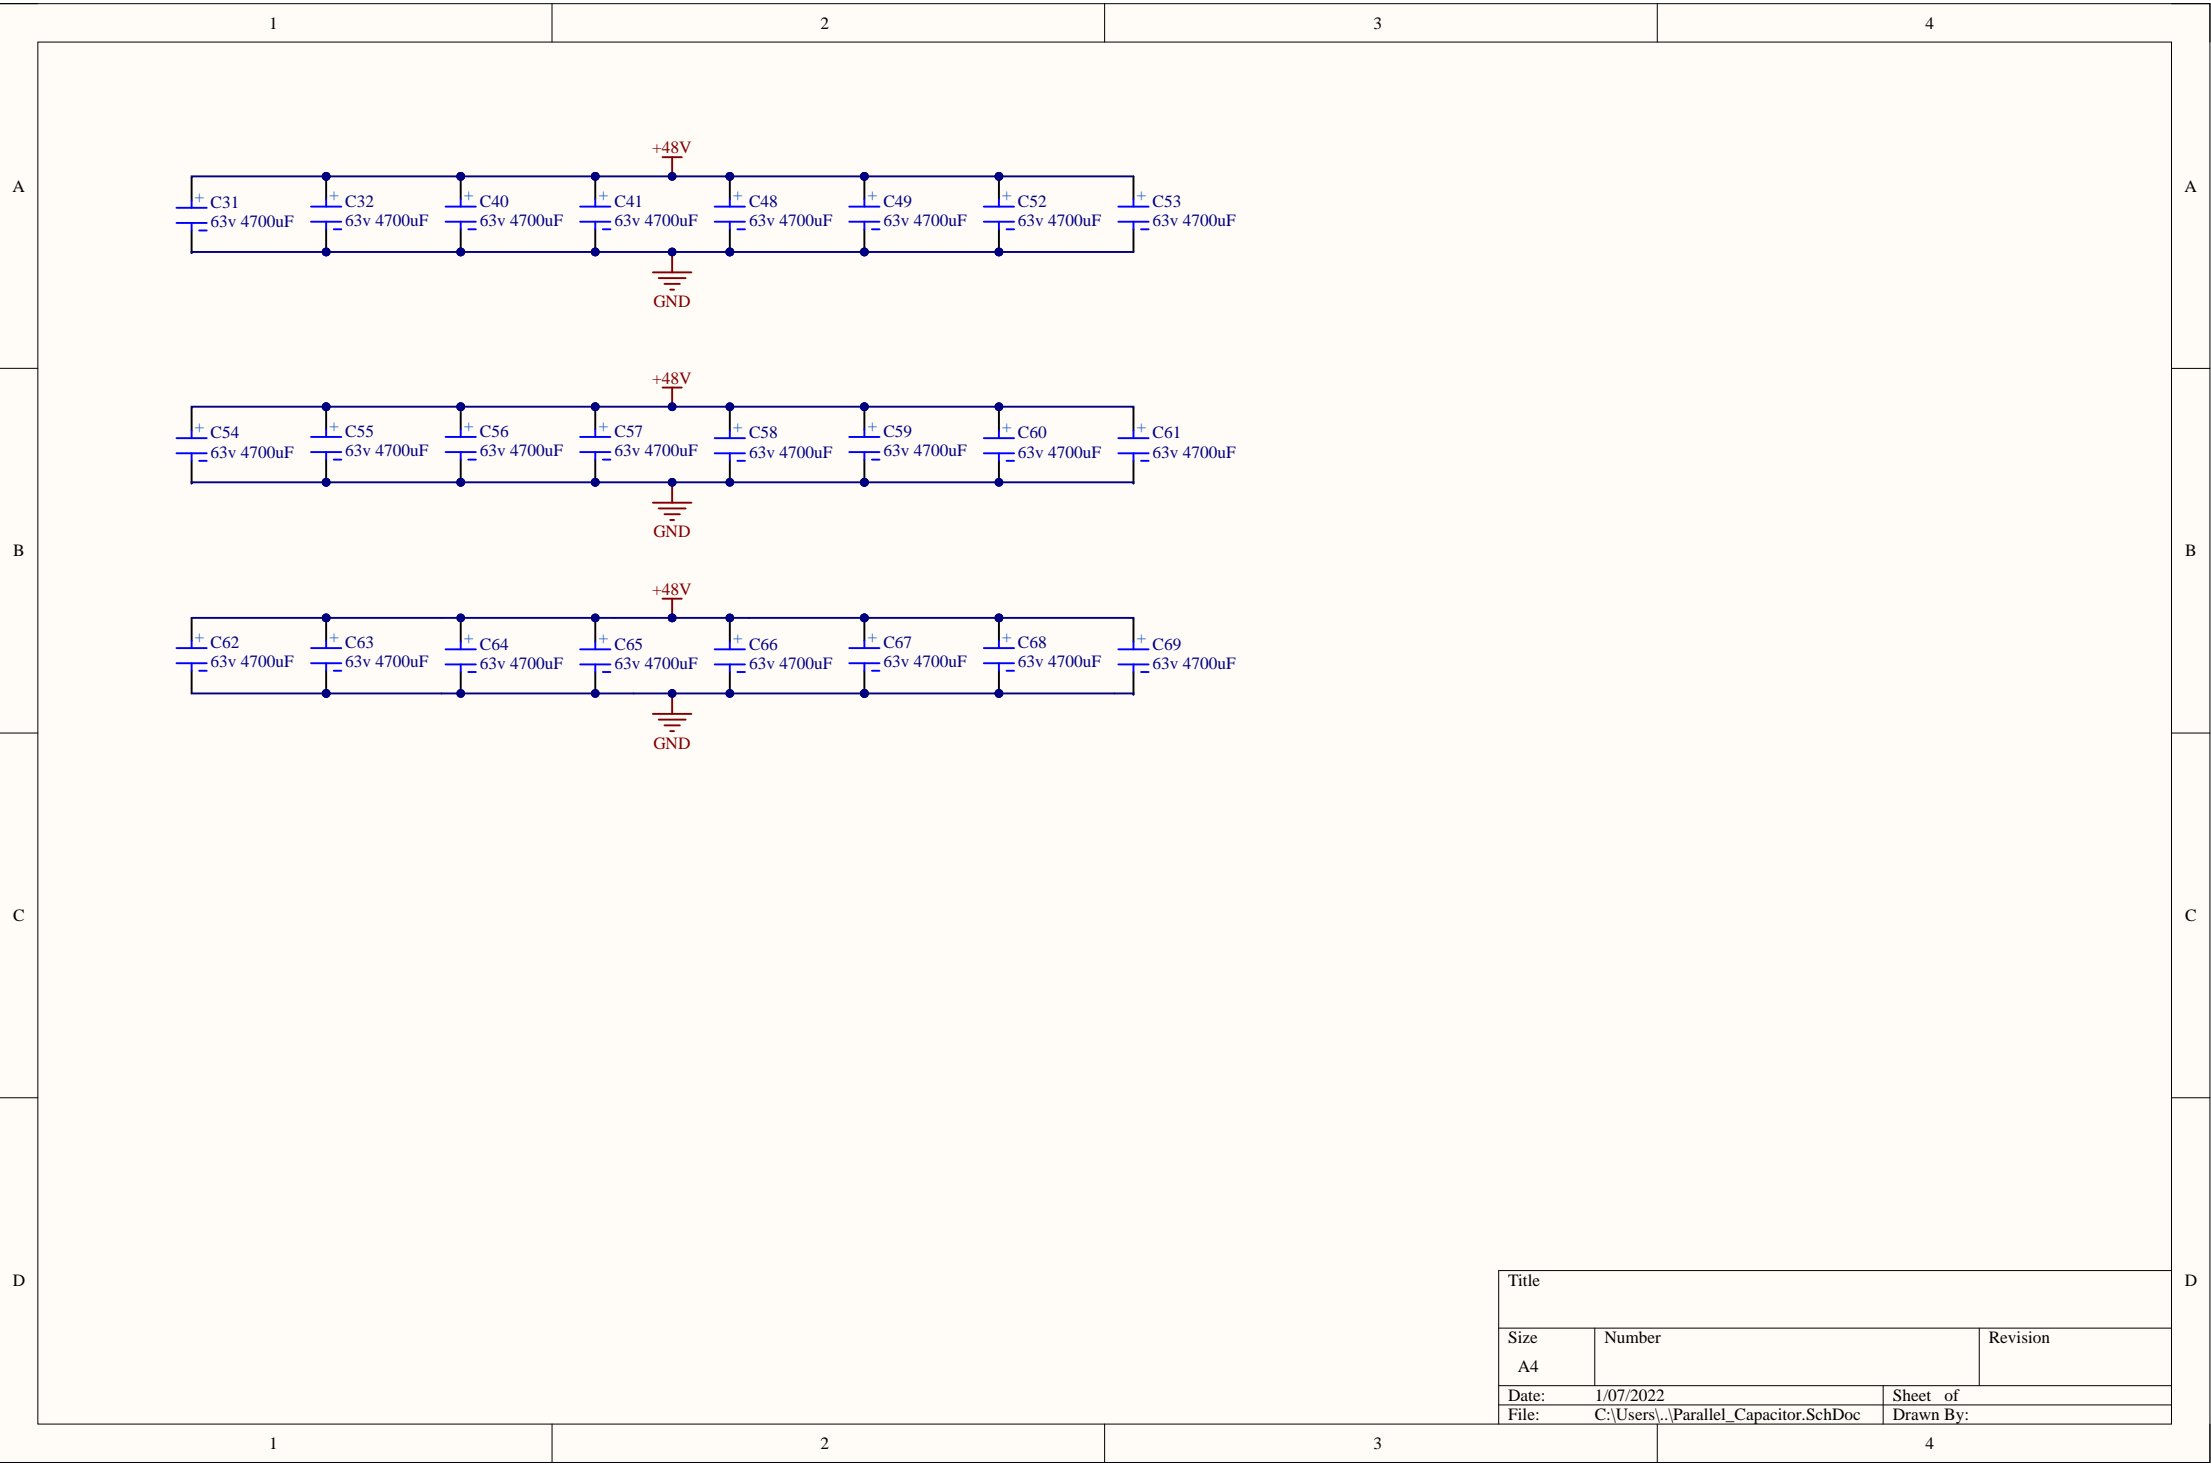 1 2 3 4
A A
+48V
C31 C32 C40 C41 C48 C49 C52 C53
63v 4700uF 63v 4700uF 63v 4700uF 63v 4700uF 63v 4700uF 63v 4700uF 63v 4700uF 63v 4700uF
GND
+48V
C54 C55 C56 C57 C58 C59 C60 C61
63v 4700uF 63v 4700uF 63v 4700uF 63v 4700uF 63v 4700uF 63v 4700uF 63v 4700uF 63v 4700uF
GND
B B
+48V
C62 C63 C64 C65 C66 C67 C68 C69
63v 4700uF 63v 4700uF 63v 4700uF 63v 4700uF 63v 4700uF 63v 4700uF 63v 4700uF 63v 4700uF
GND
C C
D D
Title
Size Number Revision
A4
Date: 1/07/2022 Sheet of
File: C:\Users\..\Parallel_Capacitor.SchDoc Drawn By:
1 2 3 4